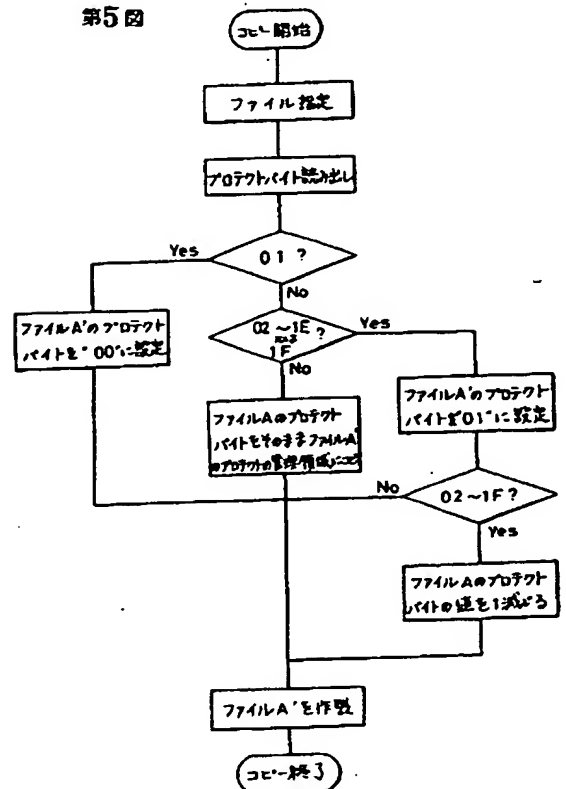 第5図
コピー開始
ファイル指定
プロテクトバイト読み出し
01?
Yes
No
ファイルA'のプロテクト
バイトを"00"に設定
02~1E
1F
?
Yes
No
ファイルAのプロテクト
バイトをそのままファイルA'
のプロテクトの管理領域にコピー
ファイルA'のプロテクト
バイトを"01"に設定
02~1F?
No
Yes
ファイルAのプロテクト
バイトの値を1減ずる
ファイルA'を作製
コピー終了